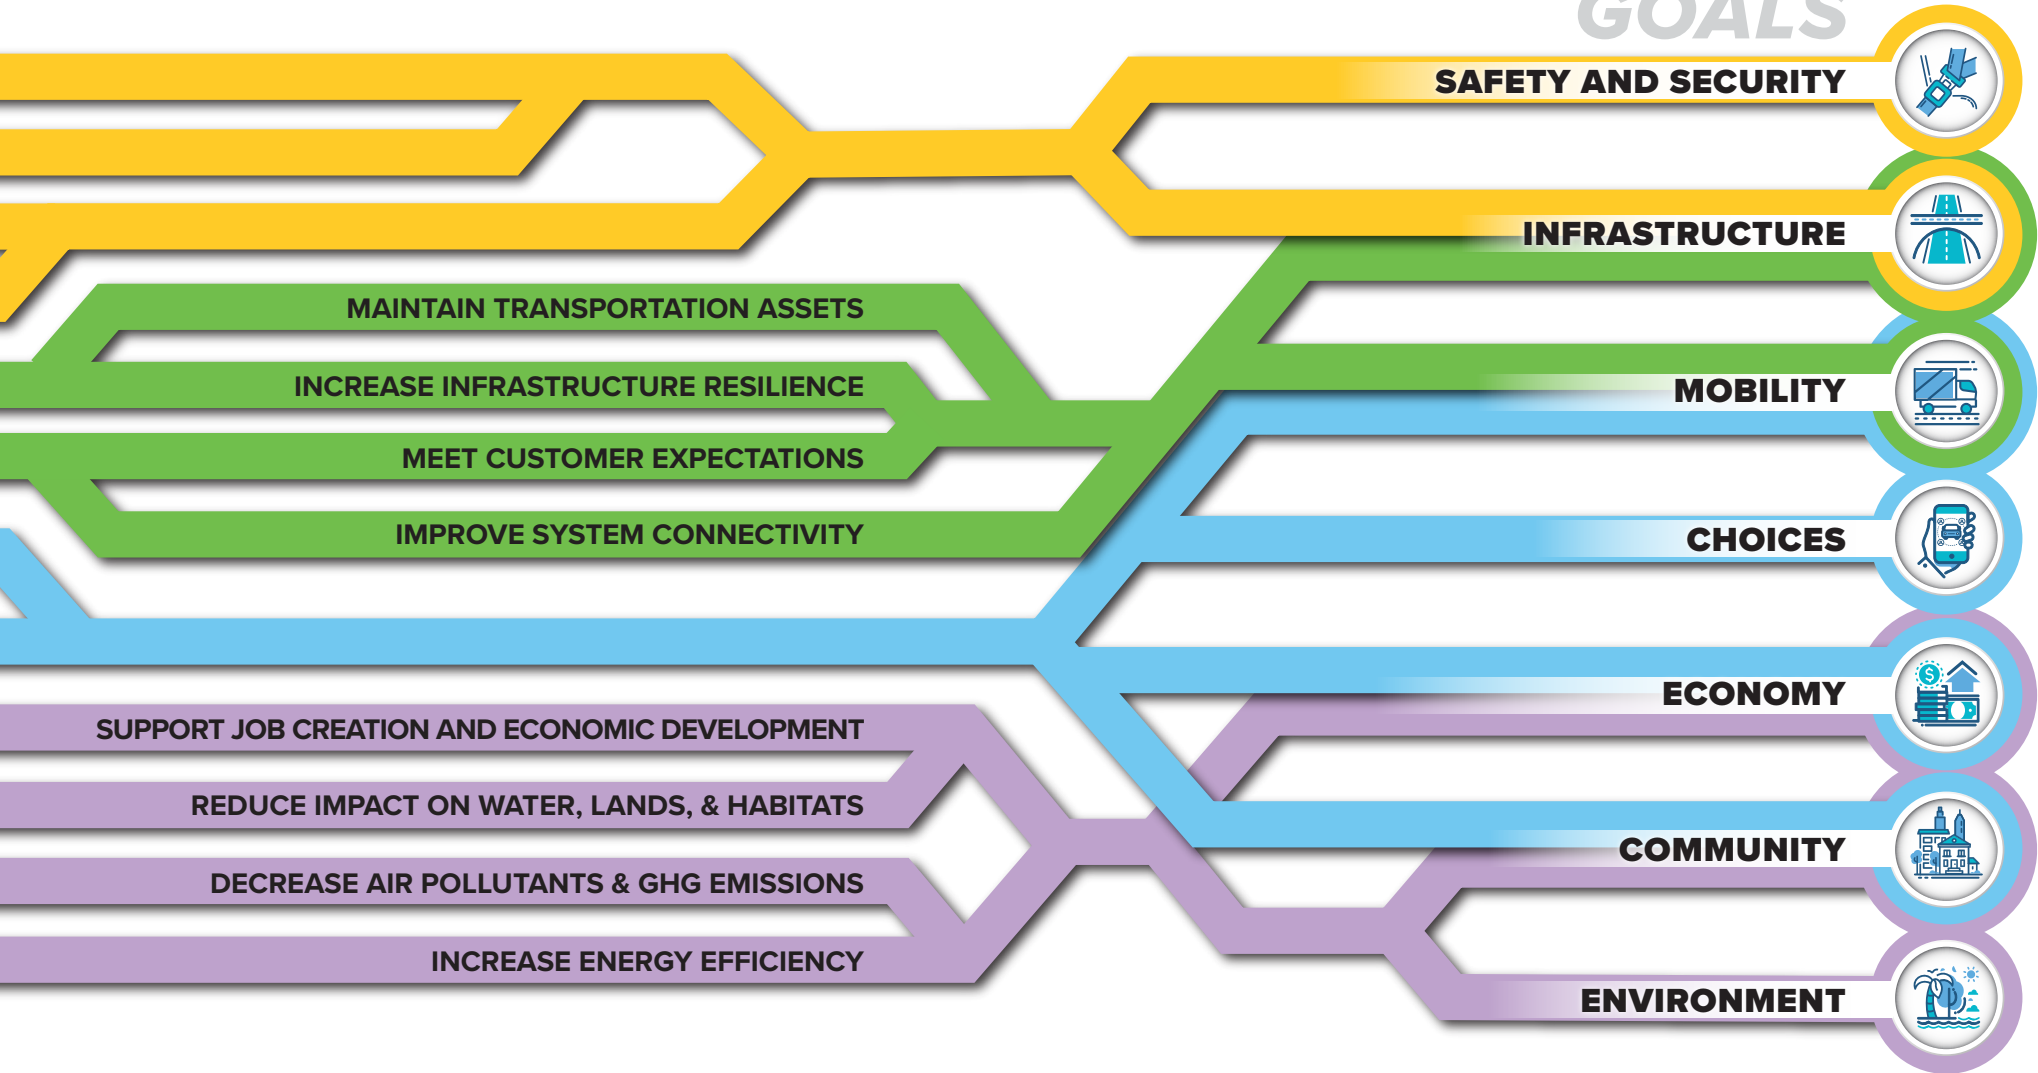 GOALS
SAFETY AND SECURITY
INFRASTRUCTURE
MAINTAIN TRANSPORTATION ASSETS
INCREASE INFRASTRUCTURE RESILIENCE
MOBILITY
MEET CUSTOMER EXPECTATIONS
IMPROVE SYSTEM CONNECTIVITY
CHOICES
ECONOMY
SUPPORT JOB CREATION AND ECONOMIC DEVELOPMENT
REDUCE IMPACT ON WATER, LANDS, & HABITATS
COMMUNITY
DECREASE AIR POLLUTANTS & GHG EMISSIONS
INCREASE ENERGY EFFICIENCY
ENVIRONMENT